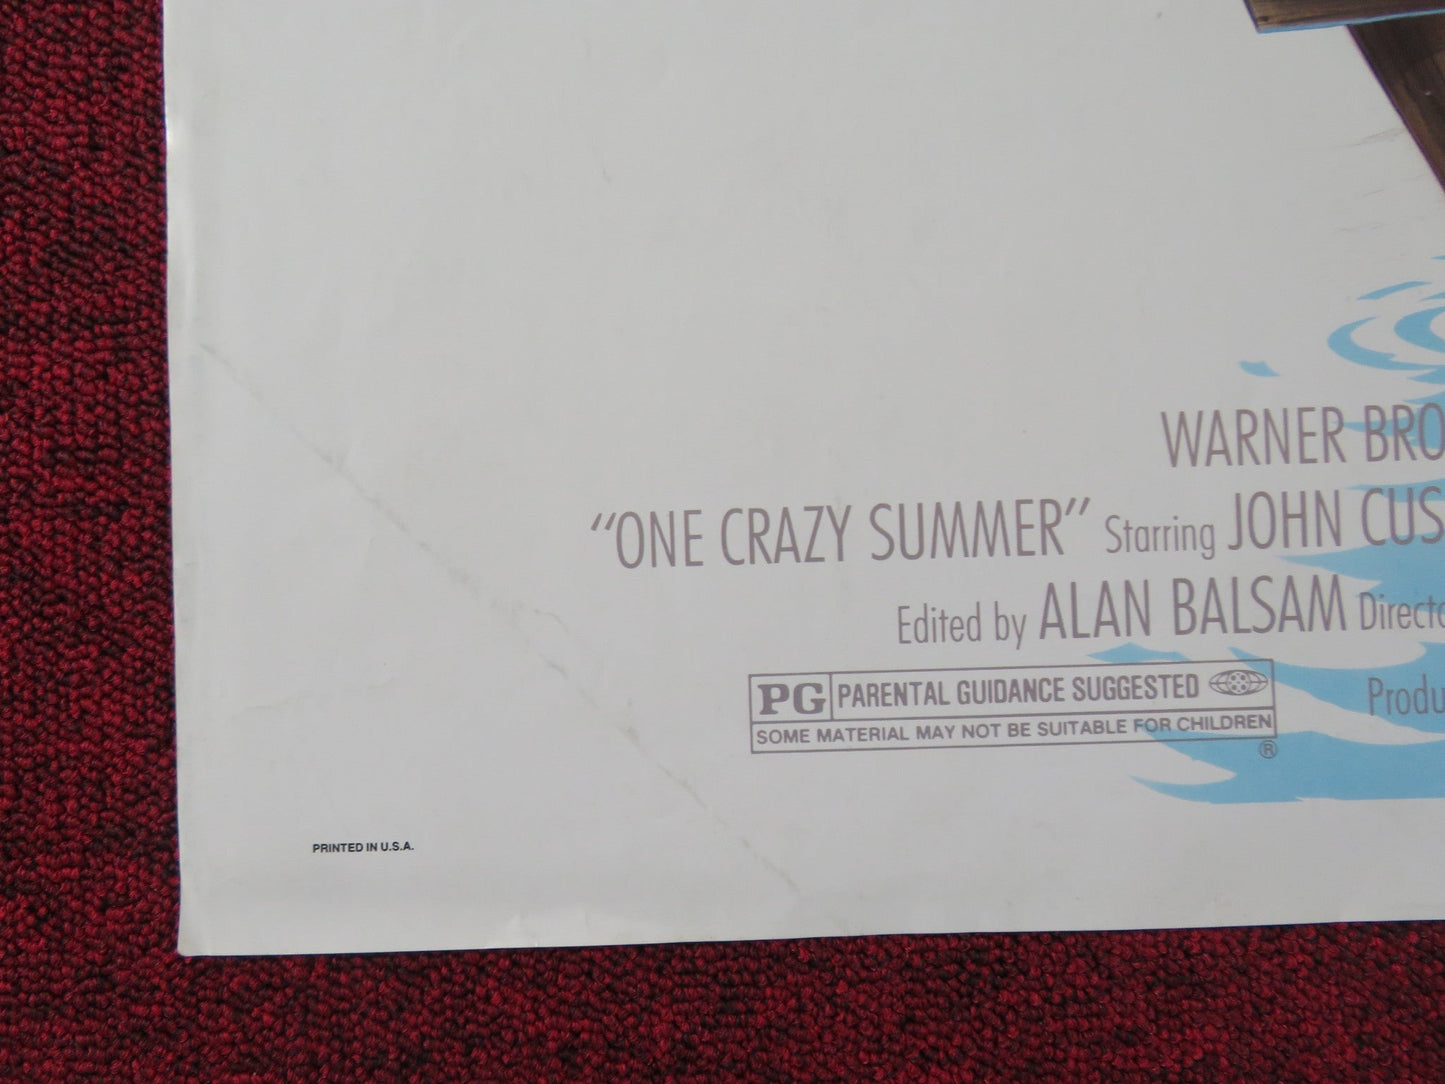 WARNER BRO
“ONE CRAZY SUMMER” Starring JOHN CUS
Edited by ALAN BALSAM Directo
Produ
PG PARENTAL GUIDANCE SUGGESTED
SOME MATERIAL MAY NOT BE SUITABLE FOR CHILDREN
®
PRINTED IN U.S.A.